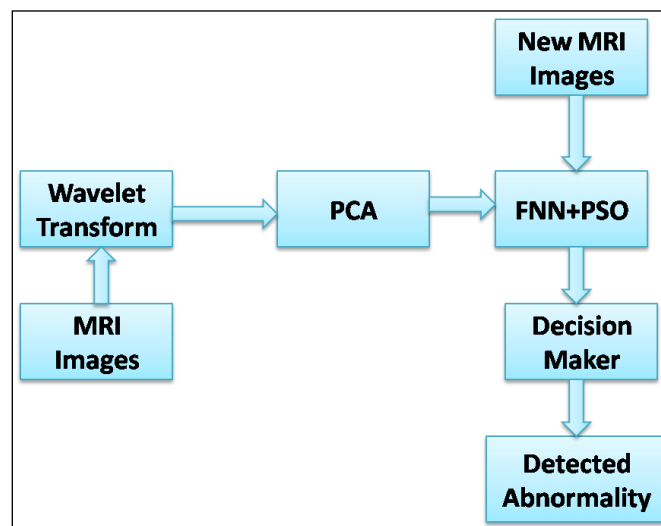 New MRI
Images
Wavelet
Transform
PCA
FNN+PSO
MRI
Images
Decision
Maker
Detected
Abnormality